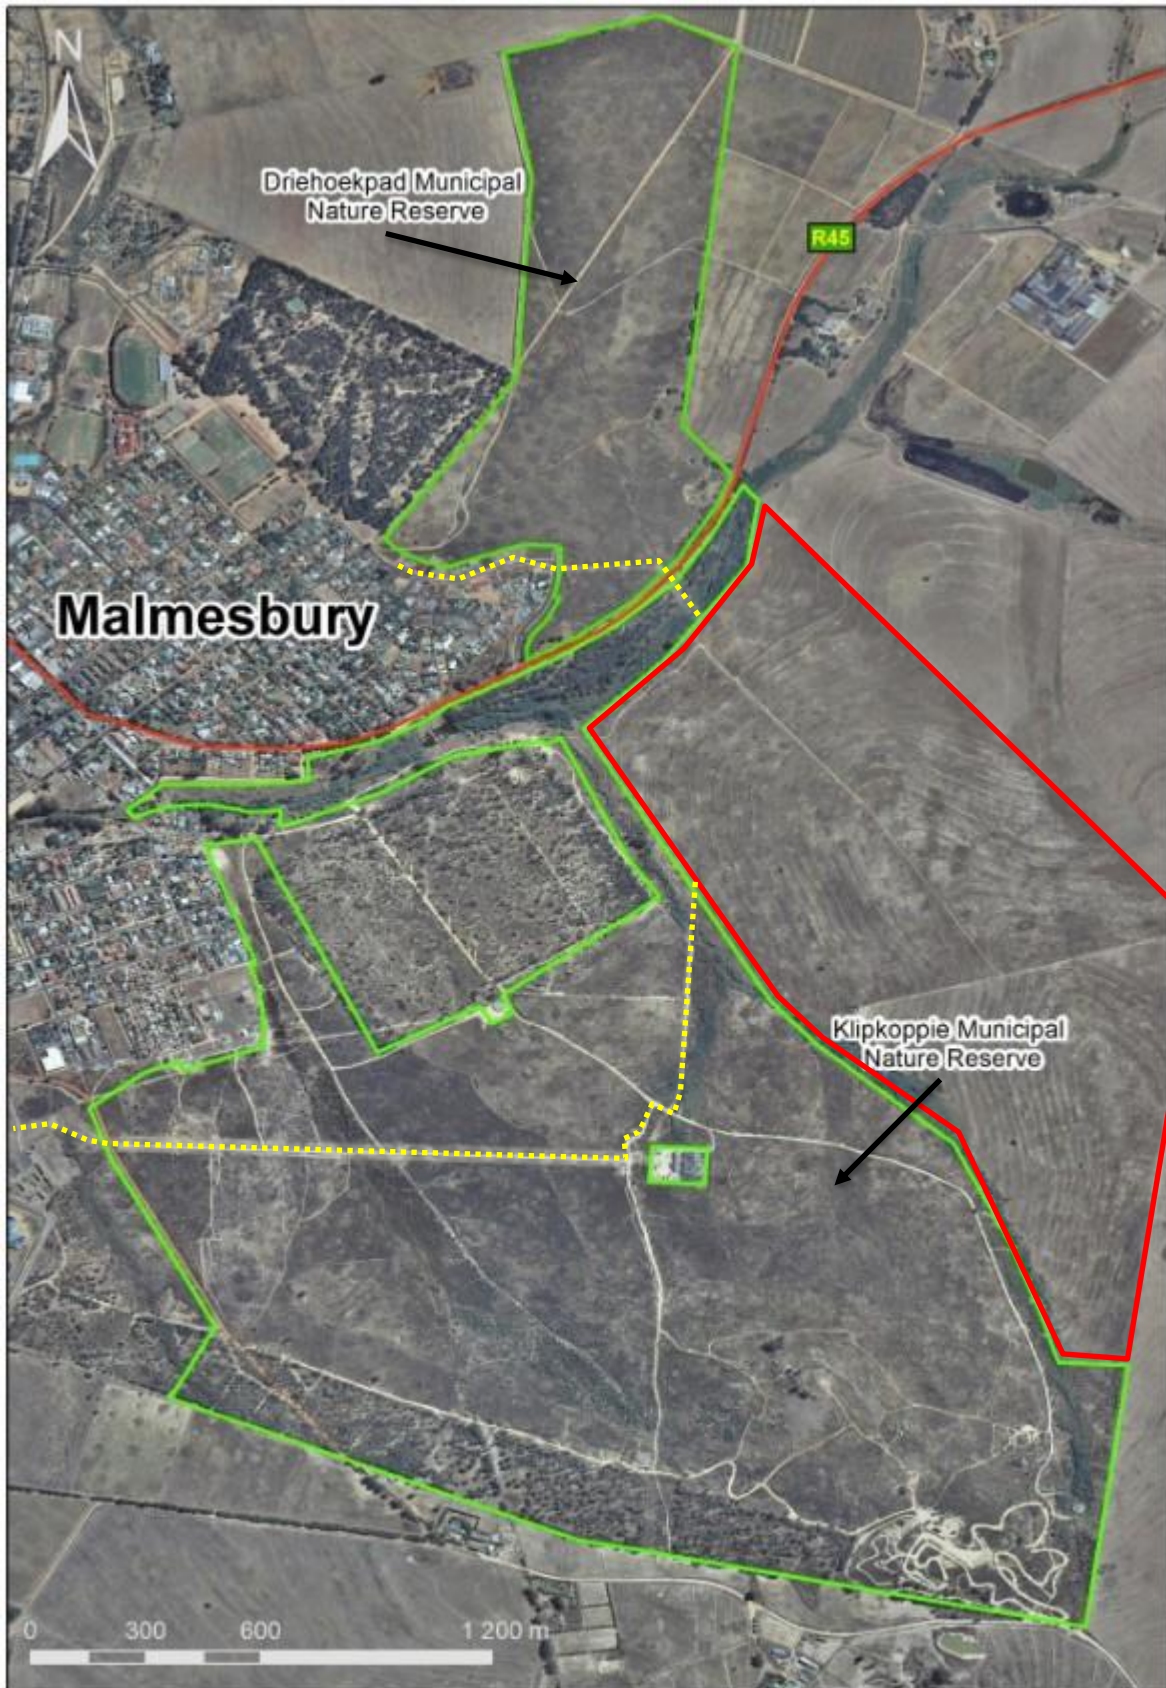 N
Driehoekpad Municipal
Nature Reserve
R45
Malmesbury
Klipkoppie Municipal
Nature Reserve
0 300 600 1 200 m